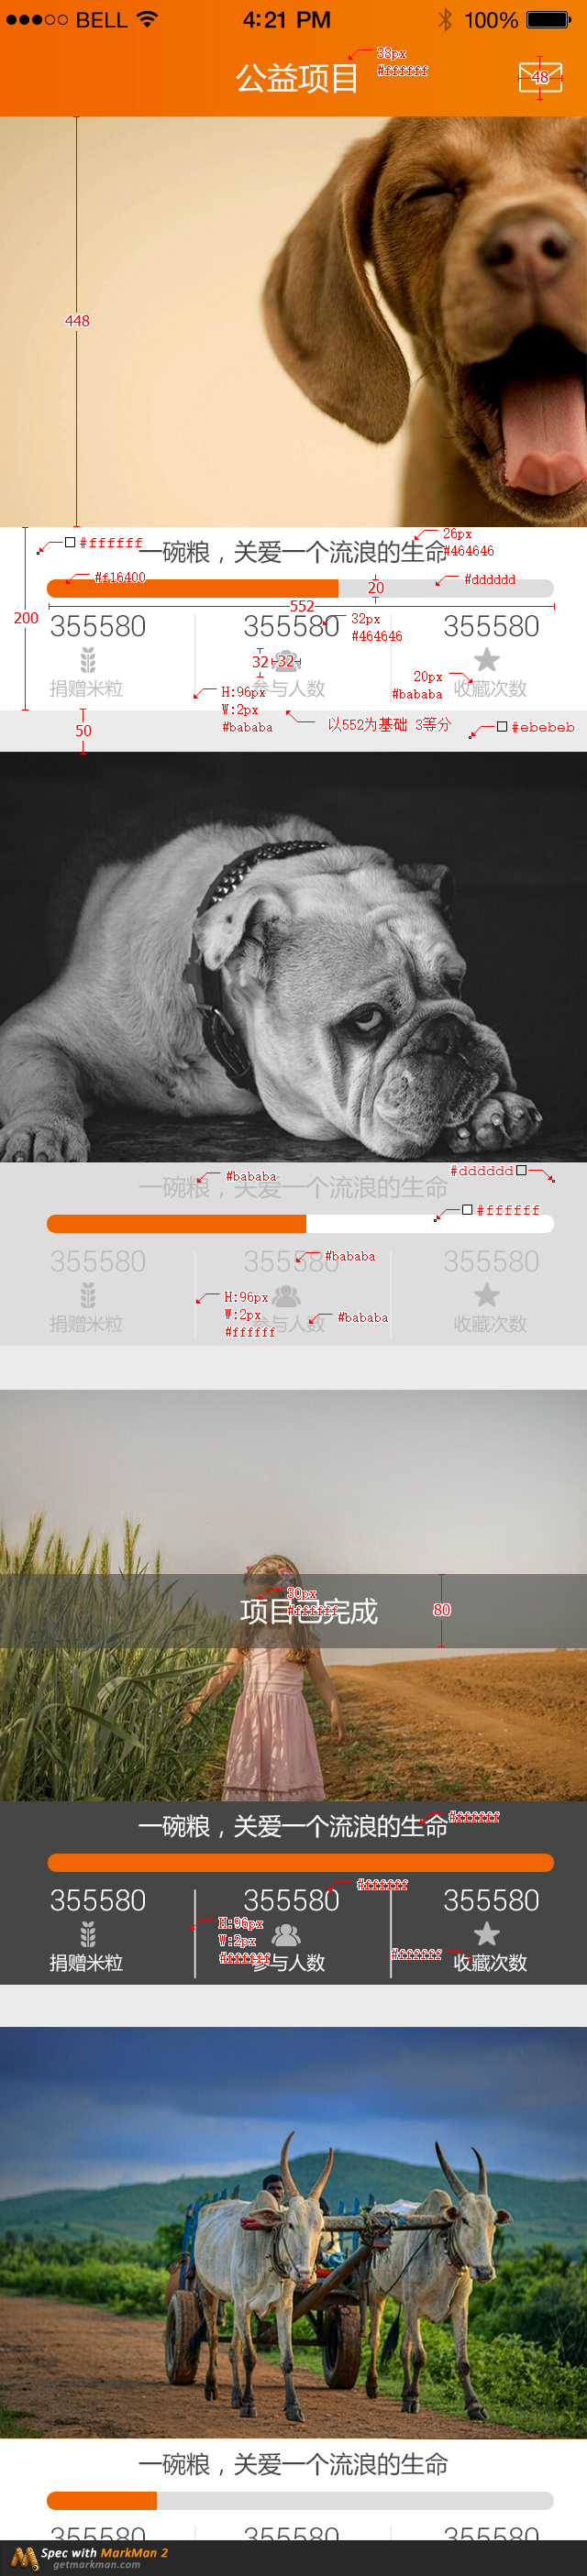 BELL 4:21 PM 100%
公益项目
38px
#ffffff
48
448
#ffffff
26px
#464646
一碗粮，关爱一个流浪的生命
#f16400
20
#dddddd
552
200
355580 355580 355580
32px
#464646
32 32
20px
#bababa
捐赠米粒 参与人数 收藏次数
H:96px
W:2px
#bababa
以552为基础 3等分
#ebebeb
50
#dddddd
#bababa
一碗粮，关爱一个流浪的生命
#ffffff
355580 355580 355580
#bababa
H:96px
W:2px
#ffffff
#bababa
捐赠米粒 参与人数 收藏次数
30px
#ffffff
项目已完成
80
#ffffff
一碗粮，关爱一个流浪的生命
#ffffff
355580 355580 355580
H:96px
W:2px
#ffffff
#ffffff
捐赠米粒 参与人数 收藏次数
一碗粮，关爱一个流浪的生命
355580 355580 355580
Spec with MarkMan 2
getmarkman.com